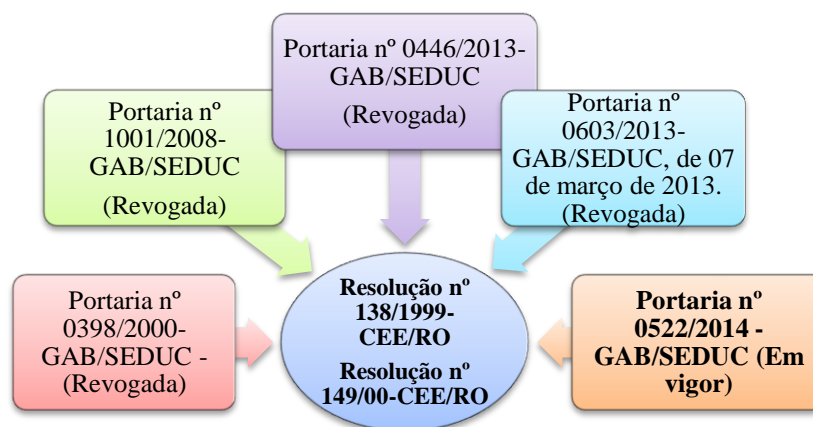 Portaria nº 0446/2013-
GAB/SEDUC
(Revogada)
Portaria nº
1001/2008-
GAB/SEDUC
(Revogada)
Portaria nº
0603/2013-
GAB/SEDUC, de 07
de março de 2013.
(Revogada)
Portaria nº
0398/2000-
GAB/SEDUC -
(Revogada)
Resolução nº
138/1999-
CEE/RO
Resolução nº
149/00-CEE/RO
Portaria nº
0522/2014 -
GAB/SEDUC (Em
vigor)